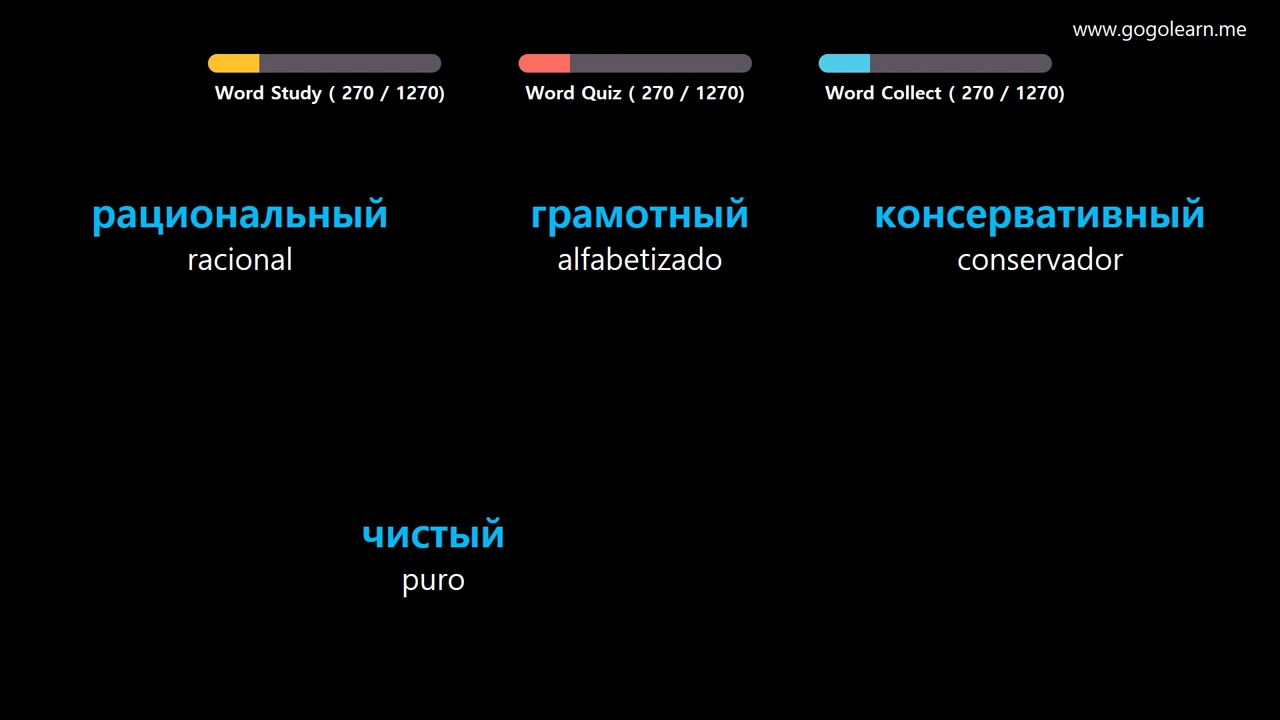 www.gogolearn.me
Word Study ( 270 / 1270)
Word Quiz ( 270 / 1270)
Word Collect ( 270 / 1270)
рациональный
racional
грамотный
alfabetizado
консервативный
conservador
чистый
puro